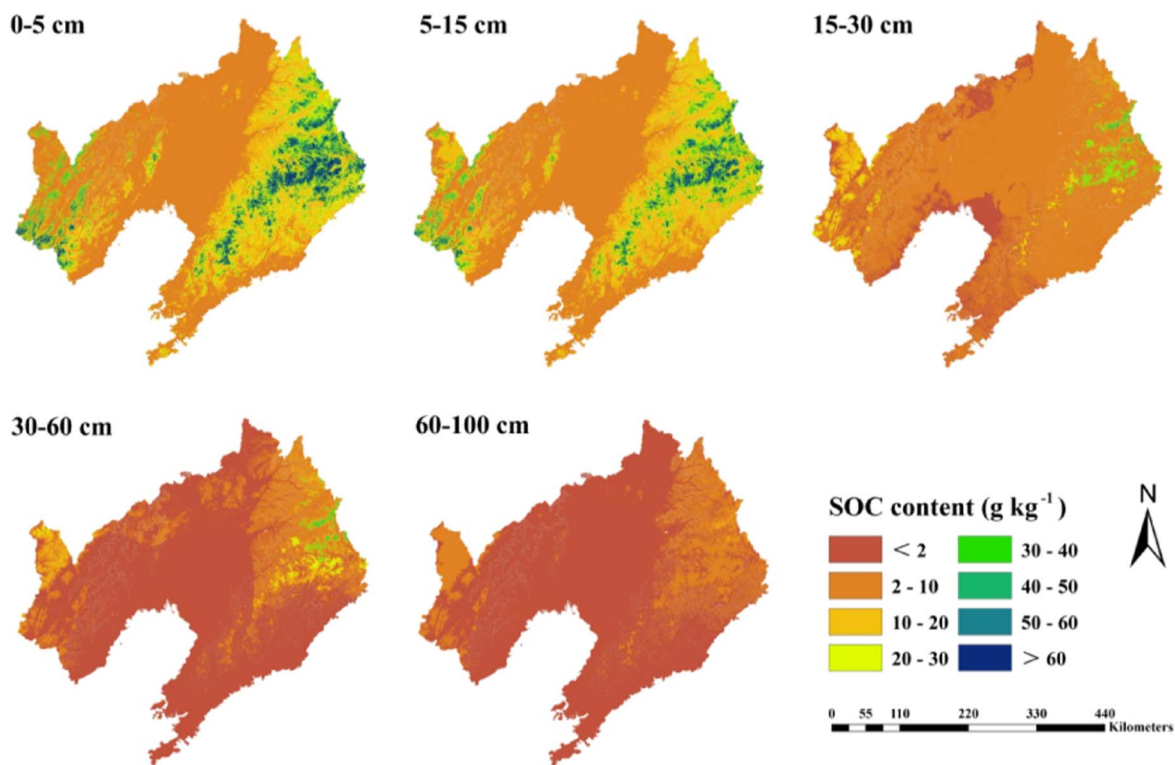 0-5 cm
5-15 cm
15-30 cm
30-60 cm
60-100 cm
SOC content (g kg⁻¹)
< 2
2 - 10
10 - 20
20 - 30
30 - 40
40 - 50
50 - 60
> 60
N
0 55 110 220 330 440
Kilometers